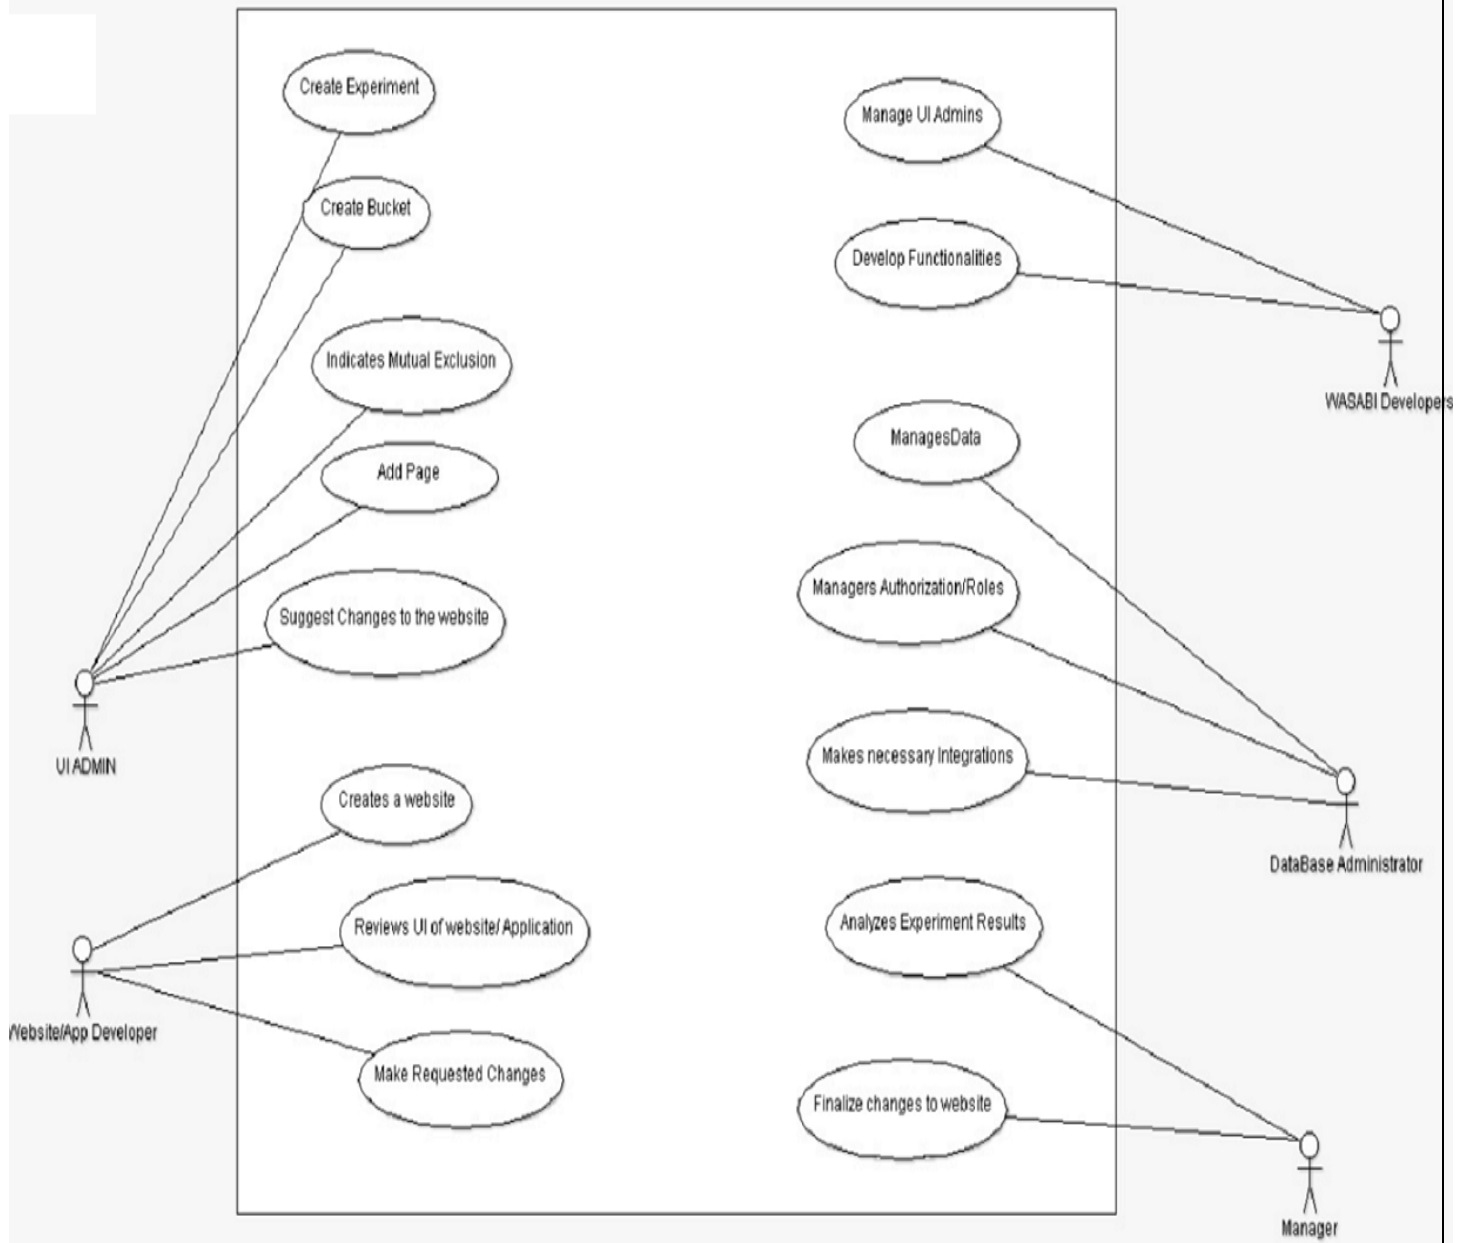 Create Experiment
Create Bucket
Indicates Mutual Exclusion
Add Page
Suggest Changes to the website
UI ADMIN
Creates a website
Reviews UI of website/ Application
Website/App Developer
Make Requested Changes
Manage UI Admins
Develop Functionalities
WASABI Developers
ManagesData
Managers Authorization/Roles
Makes necessary Integrations
DataBase Administrator
Analyzes Experiment Results
Finalize changes to website
Manager